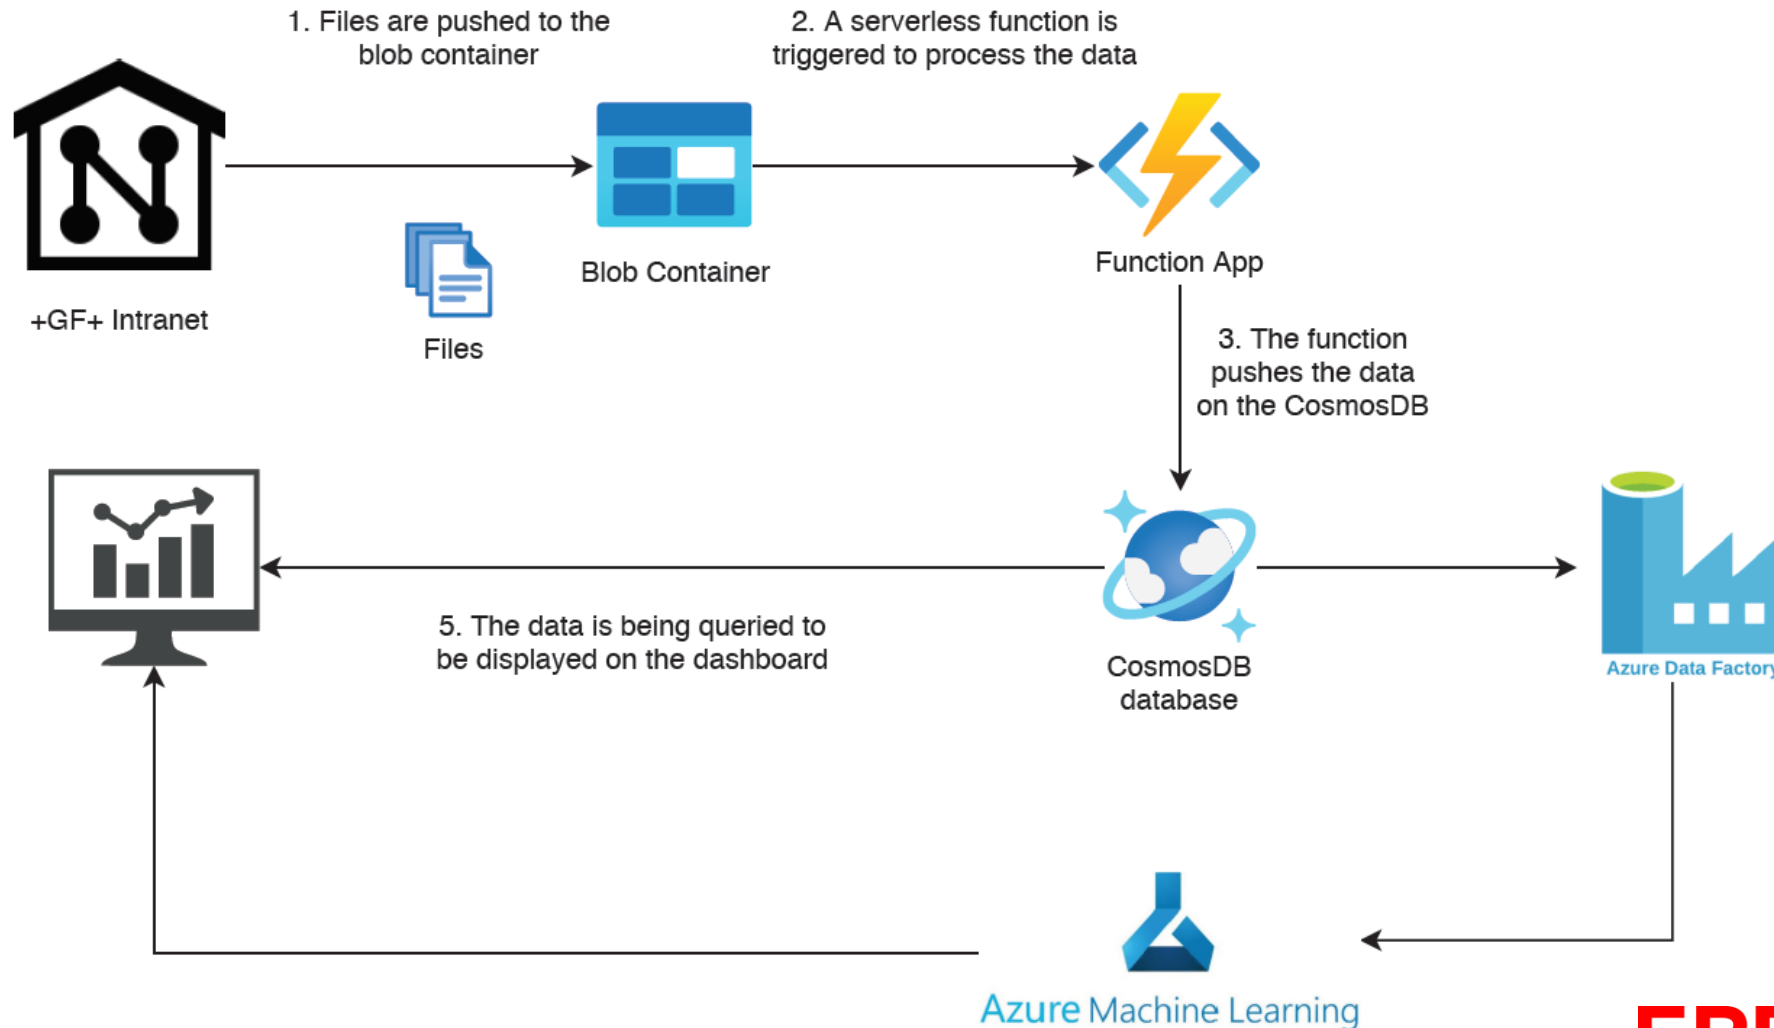 1. Files are pushed to the
blob container
2. A serverless function is
triggered to process the data
+GF+ Intranet
Files
Blob Container
Function App
3. The function
pushes the data
on the CosmosDB
5. The data is being queried to
be displayed on the dashboard
CosmosDB
database
Azure Data Factory
Azure Machine Learning